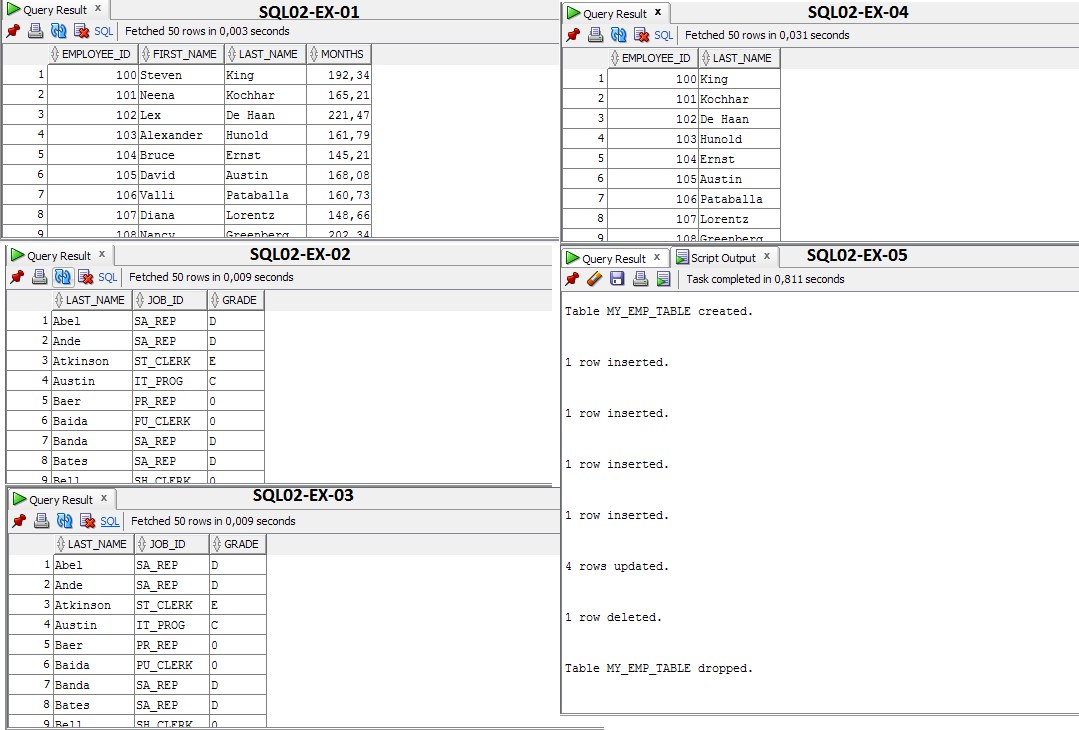 Query Result x SQL02-EX-01
SQL Fetched 50 rows in 0,003 seconds
EMPLOYEE_ID FIRST_NAME LAST_NAME MONTHS
1 100 Steven King 192,34
2 101 Neena Kochhar 165,21
3 102 Lex De Haan 221,47
4 103 Alexander Hunold 161,79
5 104 Bruce Ernst 145,21
6 105 David Austin 168,08
7 106 Valli Pataballa 160,73
8 107 Diana Lorentz 148,66
9 108 Nancy Greenberg 202,34
Query Result x SQL02-EX-02
SQL Fetched 50 rows in 0,009 seconds
LAST_NAME JOB_ID GRADE
1 Abel SA_REP D
2 Ande SA_REP D
3 Atkinson ST_CLERK E
4 Austin IT_PROG C
5 Baer PR_REP 0
6 Baida PU_CLERK 0
7 Banda SA_REP D
8 Bates SA_REP D
9 Bell SH_CLERK 0
Query Result x SQL02-EX-03
SQL Fetched 50 rows in 0,009 seconds
LAST_NAME JOB_ID GRADE
1 Abel SA_REP D
2 Ande SA_REP D
3 Atkinson ST_CLERK E
4 Austin IT_PROG C
5 Baer PR_REP 0
6 Baida PU_CLERK 0
7 Banda SA_REP D
8 Bates SA_REP D
9 Bell SH_CLERK 0
Query Result x SQL02-EX-04
SQL Fetched 50 rows in 0,031 seconds
EMPLOYEE_ID LAST_NAME
1 100 King
2 101 Kochhar
3 102 De Haan
4 103 Hunold
5 104 Ernst
6 105 Austin
7 106 Pataballa
8 107 Lorentz
9 108 Greenberg
Query Result x Script Output x SQL02-EX-05
Task completed in 0,811 seconds
Table MY_EMP_TABLE created.
1 row inserted.
1 row inserted.
1 row inserted.
1 row inserted.
4 rows updated.
1 row deleted.
Table MY_EMP_TABLE dropped.